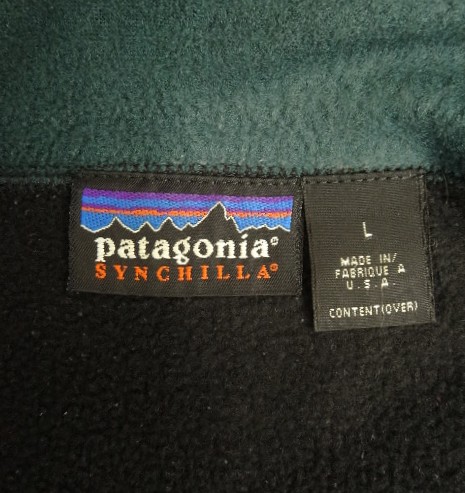 patagonia®
SYNCHILLA®
L
MADE IN/
FABRIQUE A
U.S.A.
CONTENT(OVER)